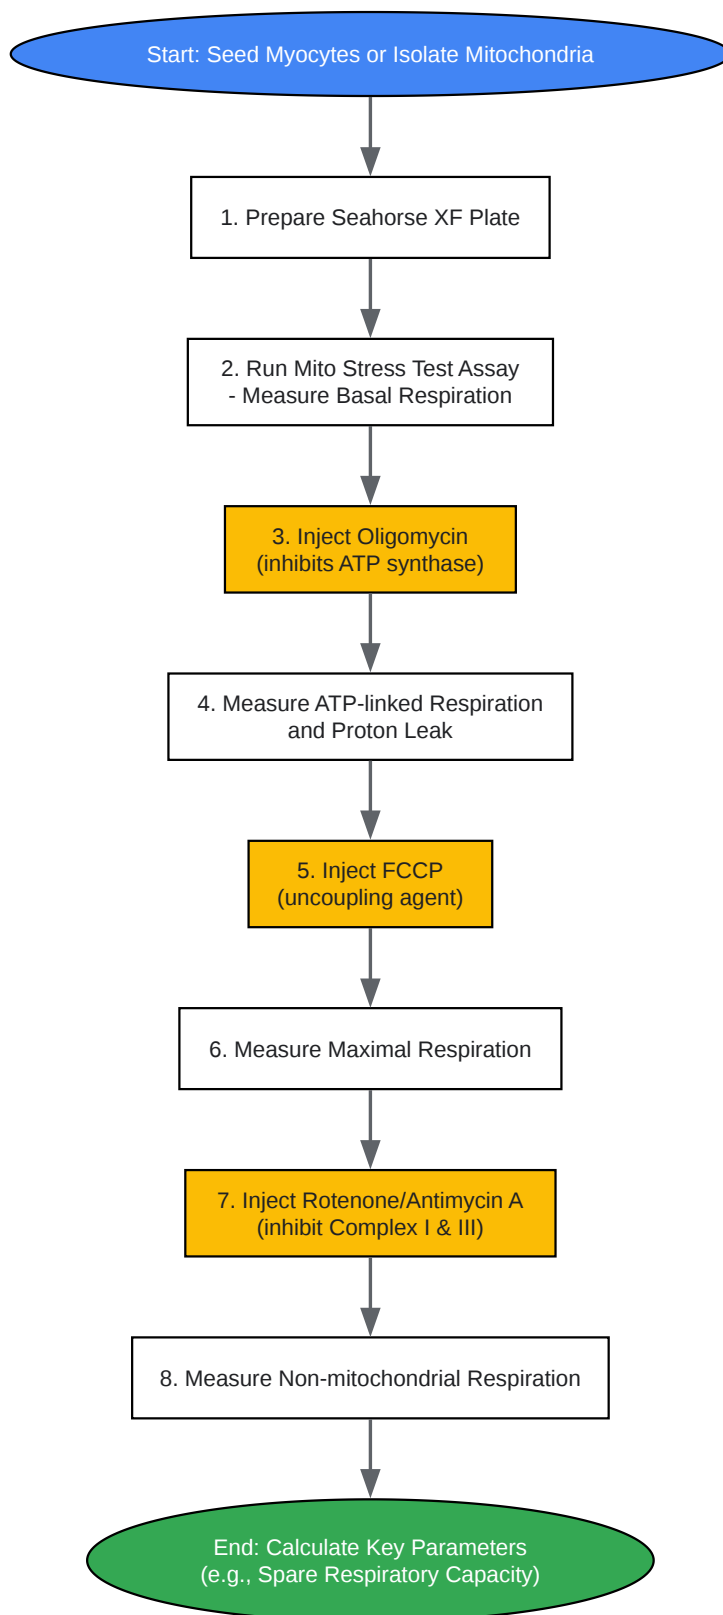 Start: Seed Myocytes or Isolate Mitochondria
1. Prepare Seahorse XF Plate
2. Run Mito Stress Test Assay
- Measure Basal Respiration
3. Inject Oligomycin
(inhibits ATP synthase)
4. Measure ATP-linked Respiration
and Proton Leak
5. Inject FCCP
(uncoupling agent)
6. Measure Maximal Respiration
7. Inject Rotenone/Antimycin A
(inhibit Complex I & III)
8. Measure Non-mitochondrial Respiration
End: Calculate Key Parameters
(e.g., Spare Respiratory Capacity)